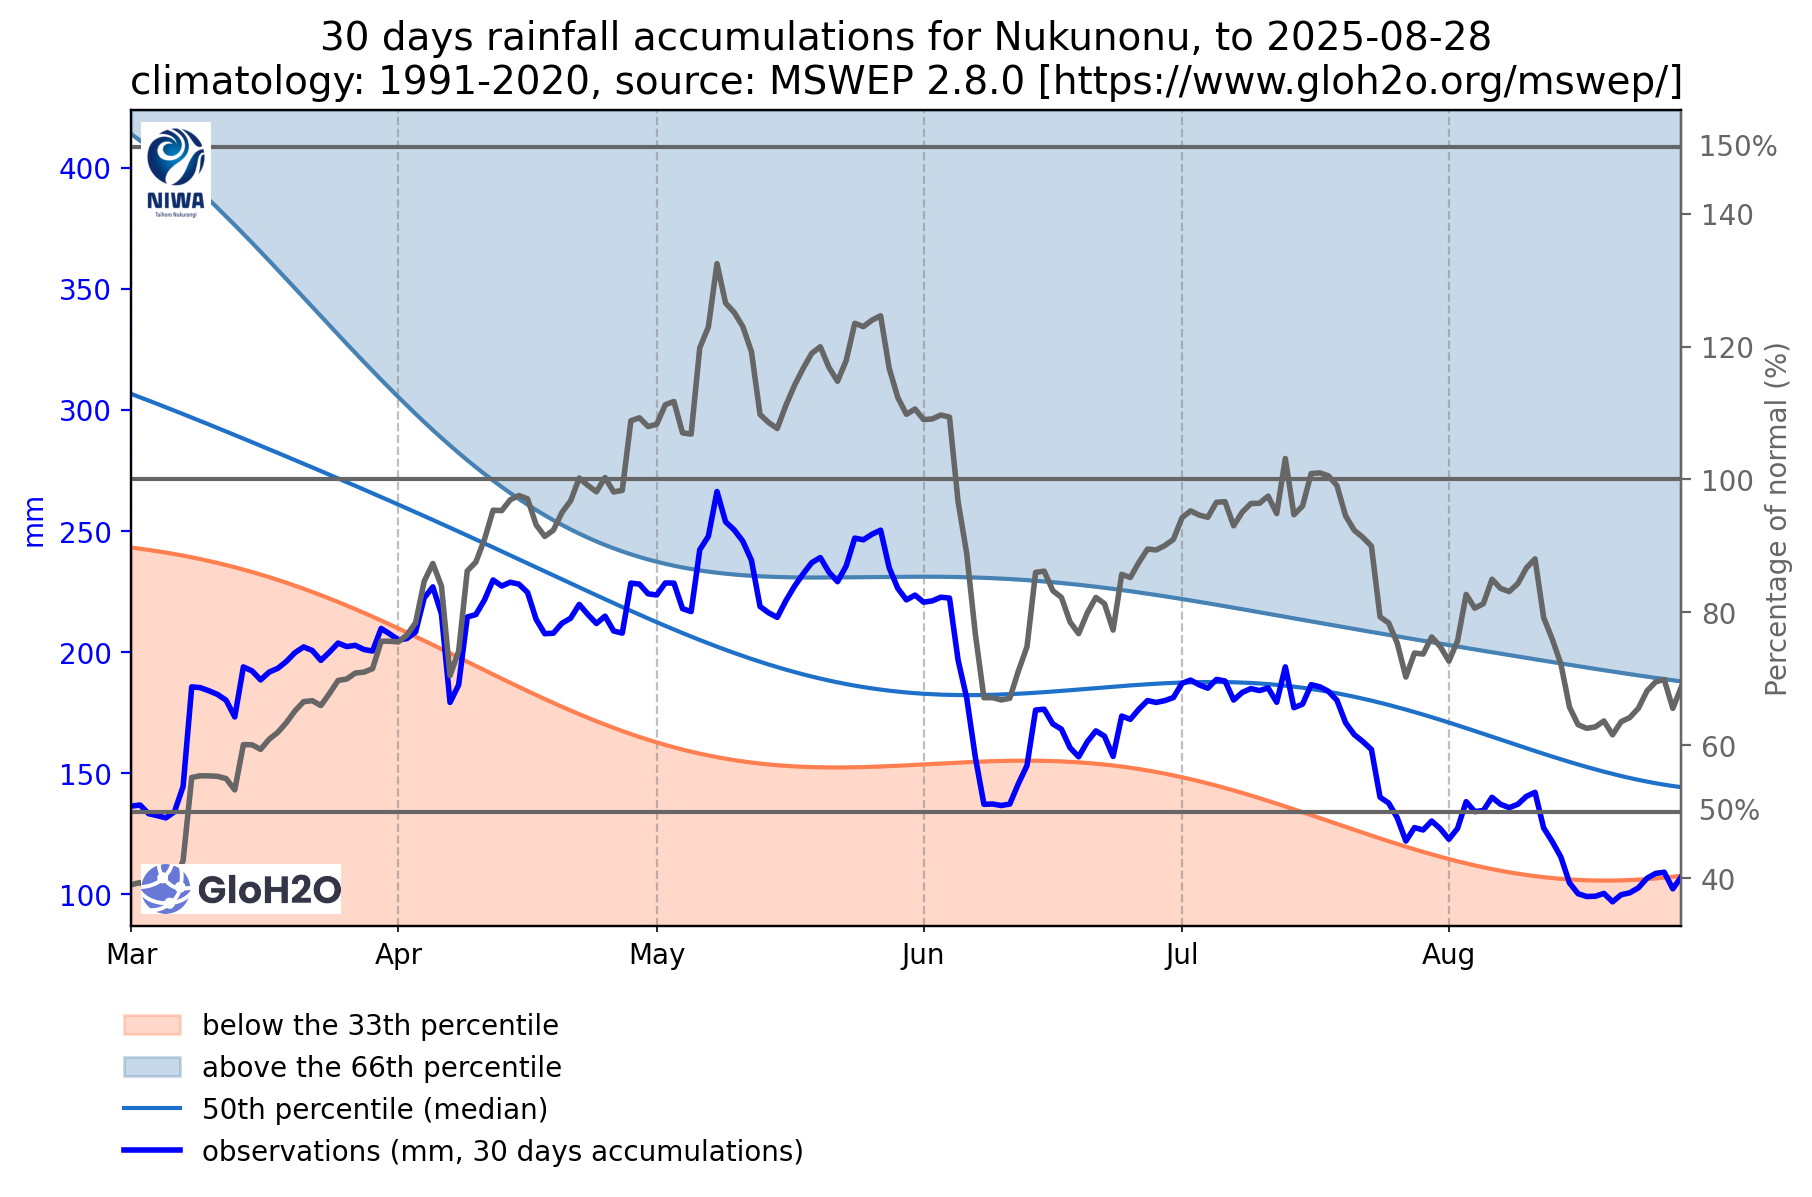 30 days rainfall accumulations for Nukunonu, to 2025-08-28
climatology: 1991-2020, source: MSWEP 2.8.0 [https://www.gloh2o.org/mswep/]
NIWA
Taihoro Nukurangi
400
350
300
250
200
150
100
mm
150%
140
120
100
80
60
50%
40
Percentage of normal (%)
GloH2O
Mar Apr May Jun Jul Aug
below the 33th percentile
above the 66th percentile
50th percentile (median)
observations (mm, 30 days accumulations)